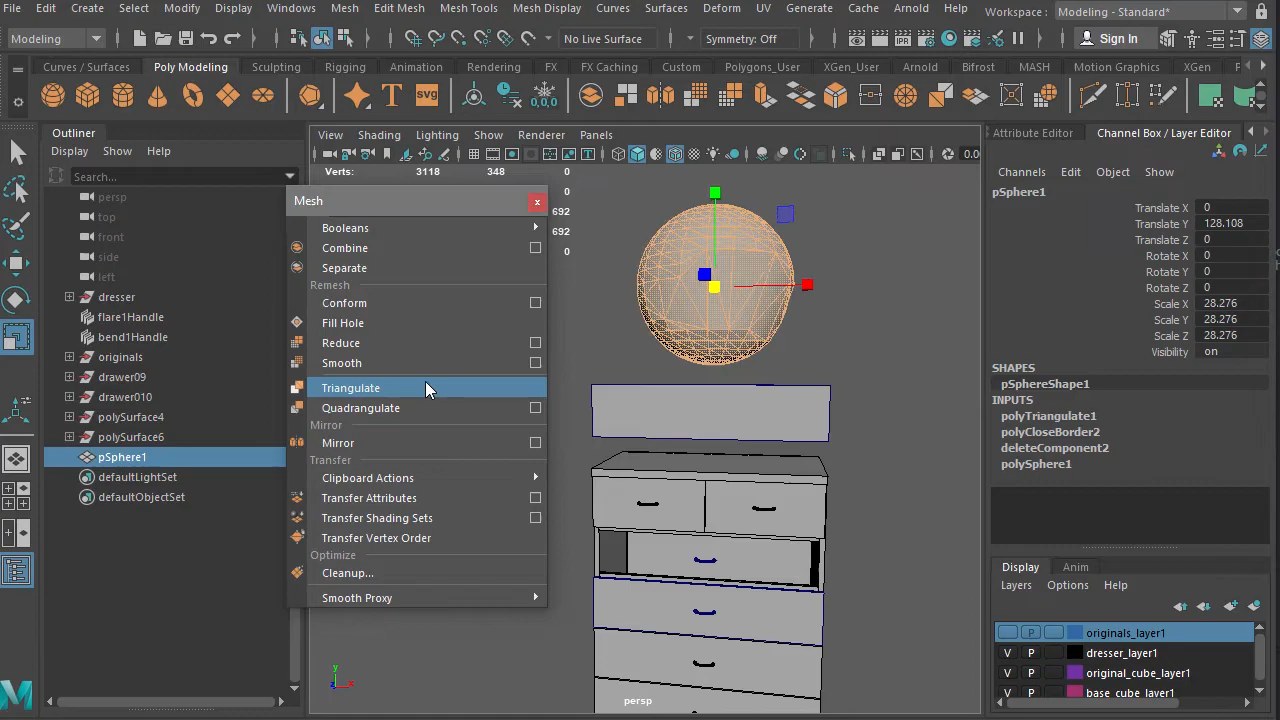 File Edit Create Select Modify Display Windows Mesh Edit Mesh Mesh Tools Mesh Display Curves Surfaces Deform UV Generate Cache Arnold Help Workspace : Modeling - Standard*
Modeling No Live Surface Symmetry: Off Sign In
Curves / Surfaces Poly Modeling Sculpting Rigging Animation Rendering FX FX Caching Custom Polygons_User XGen_User Arnold Bifrost MASH Motion Graphics XGen
T svg 0,0,0
Outliner
Display Show Help
Search...
persp
top
front
side
left
dresser
flare1Handle
bend1Handle
originals
drawer09
drawer010
polySurface4
polySurface6
pSphere1
defaultLightSet
defaultObjectSet
View Shading Lighting Show Renderer Panels
0.0
Verts: 3118 348 0
0
692 0
692 0
0
Mesh x
Booleans
Combine
Separate
Remesh
Conform
Fill Hole
Reduce
Smooth
Triangulate
Quadrangulate
Mirror
Mirror
Transfer
Clipboard Actions
Transfer Attributes
Transfer Shading Sets
Transfer Vertex Order
Optimize
Cleanup...
Smooth Proxy
y
z x
persp
Attribute Editor Channel Box / Layer Editor
Channels Edit Object Show
pSphere1
Translate X 0
Translate Y 128.108
Translate Z 0
Rotate X 0
Rotate Y 0
Rotate Z 0
Scale X 28.276
Scale Y 28.276
Scale Z 28.276
Visibility on
SHAPES
pSphereShape1
INPUTS
polyTriangulate1
polyCloseBorder2
deleteComponent2
polySphere1
Display Anim
Layers Options Help
P originals_layer1
V P dresser_layer1
V P original_cube_layer1
V P base_cube_layer1
M